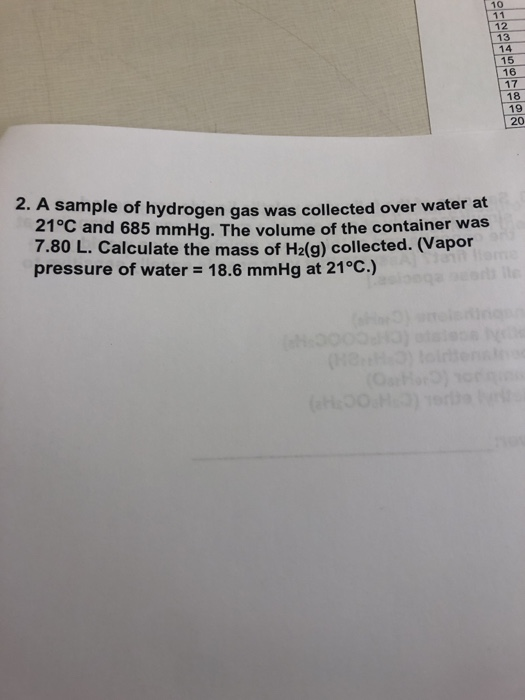 10
11
12
13
14
15
16
17
18
19
20
2. A sample of hydrogen gas was collected over water at
21°C and 685 mmHg. The volume of the container was
7.80 L. Calculate the mass of H₂(g) collected. (Vapor
pressure of water = 18.6 mmHg at 21°C.)